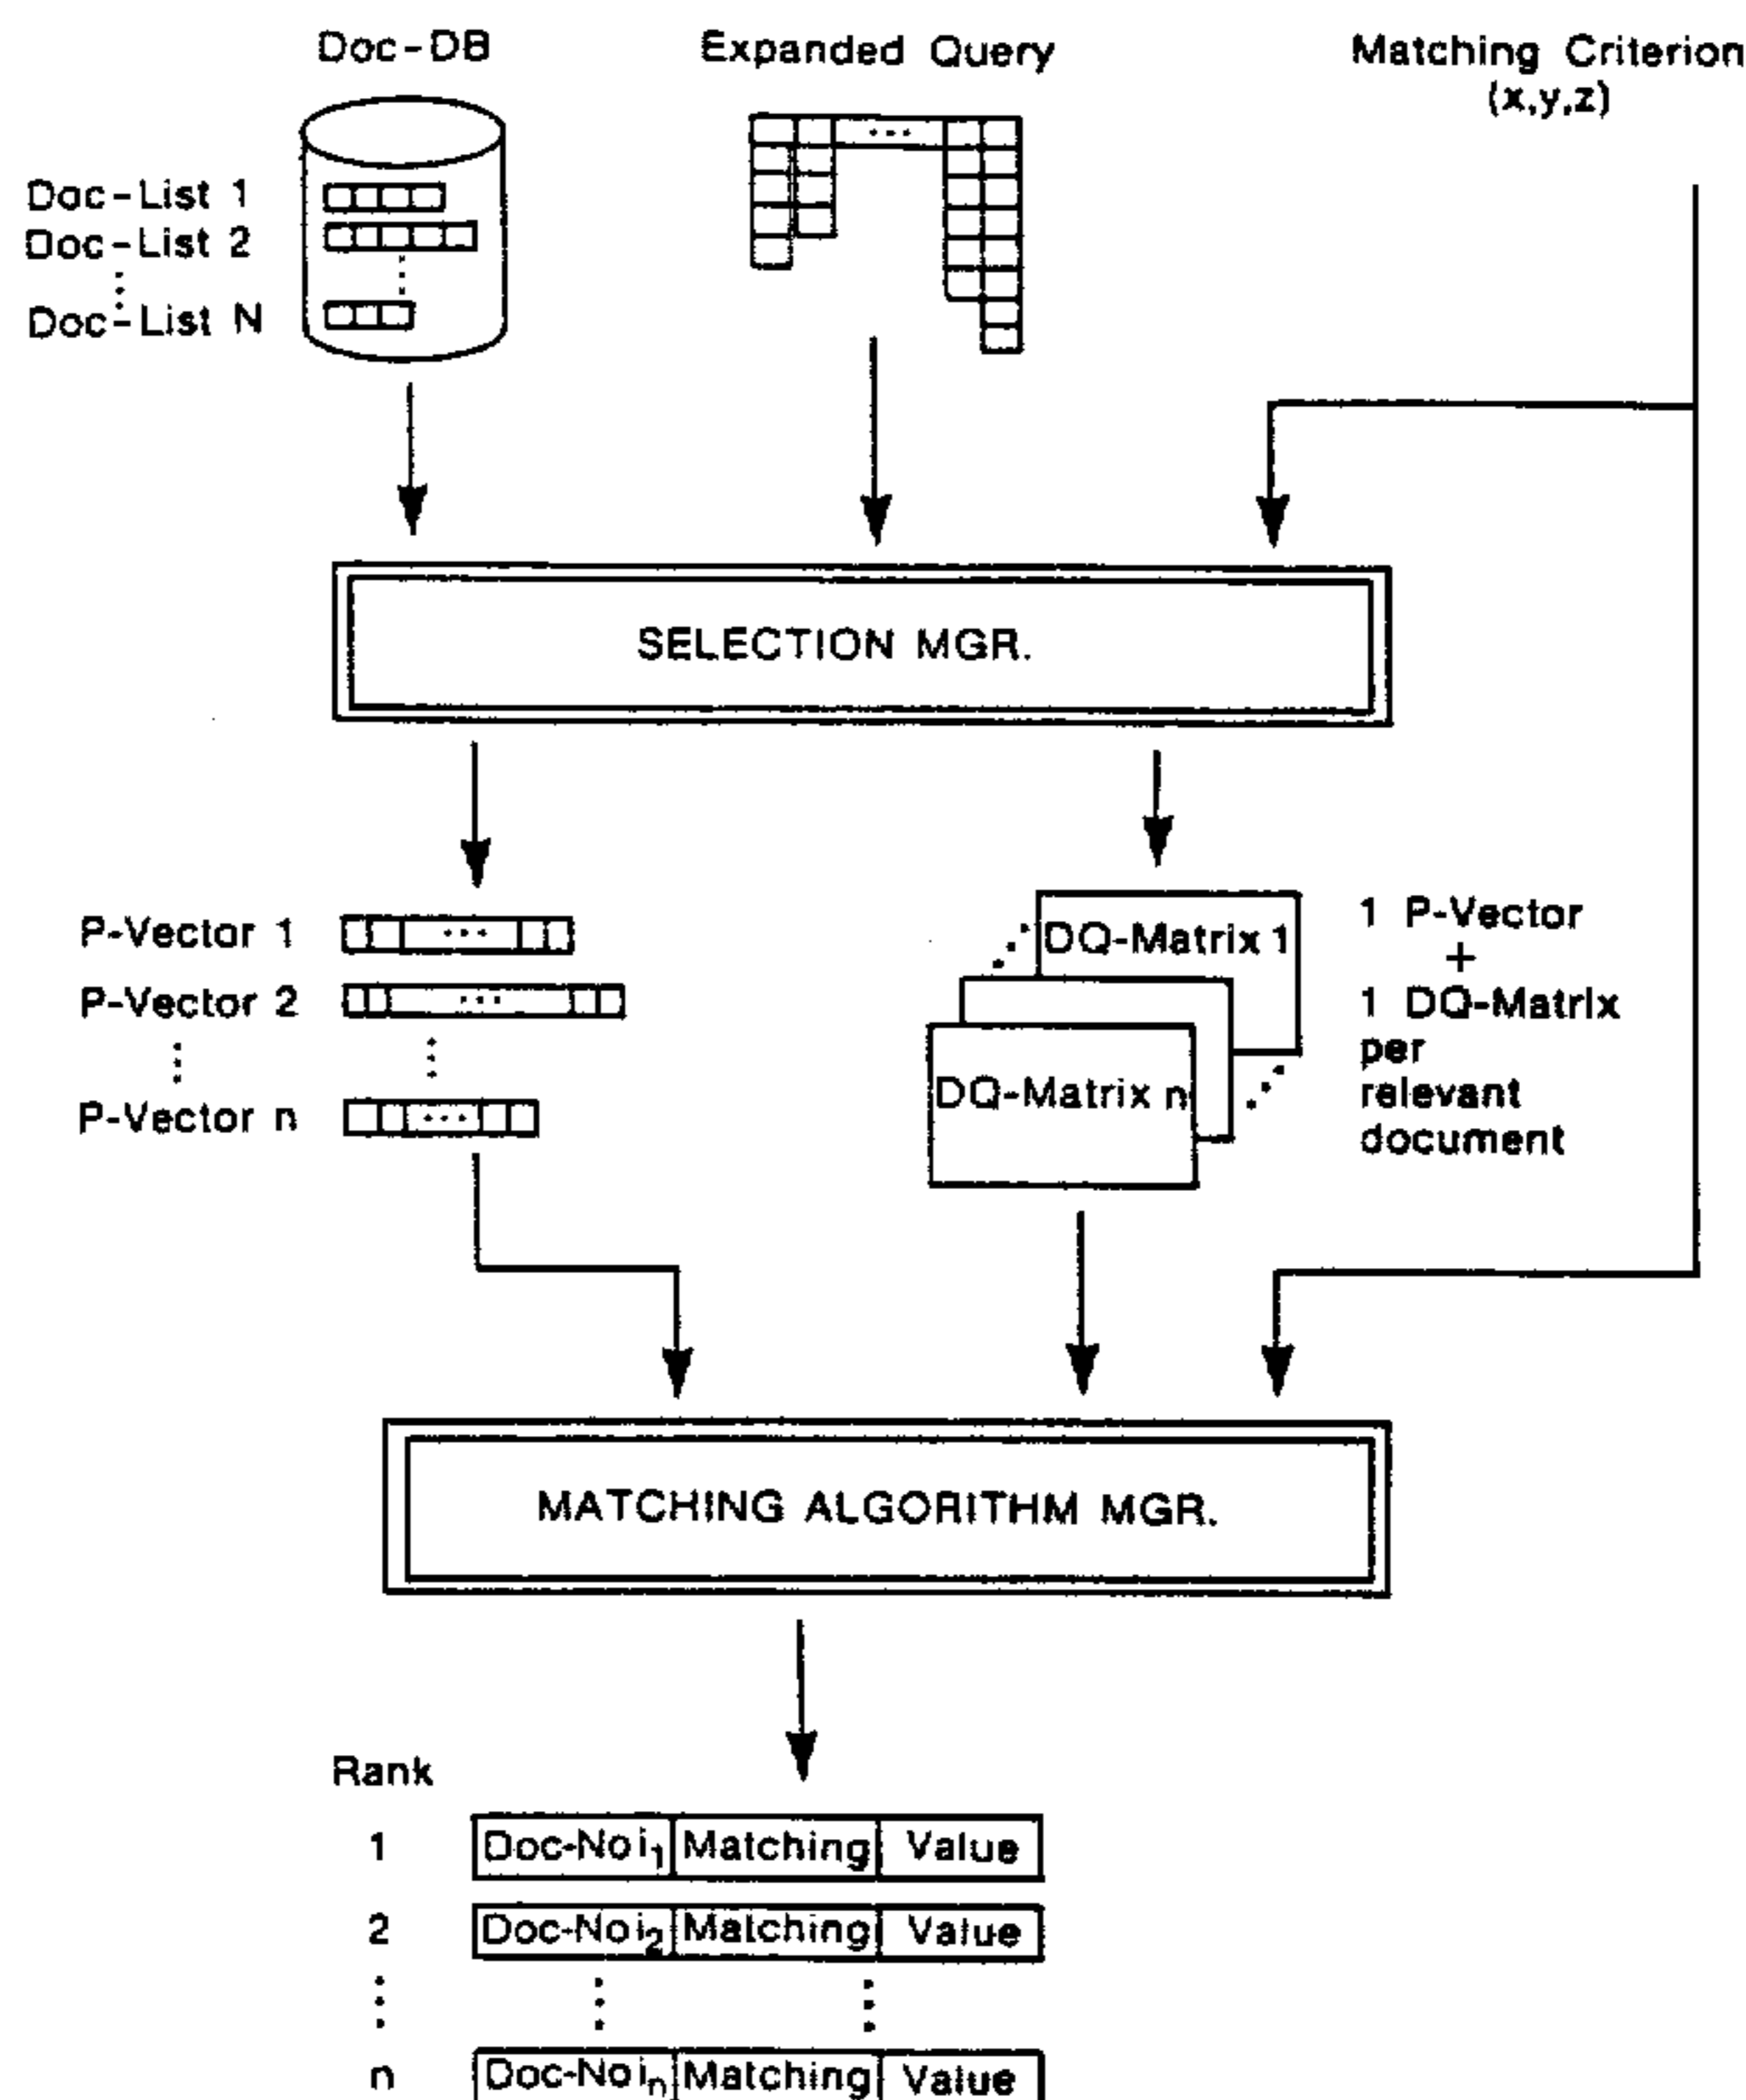 Doc-DB
Expanded Query
Matching Criterion
(x,y,z)
Doc-List 1
Doc-List 2
Doc-List N
SELECTION MGR.
P-Vector 1
P-Vector 2
P-Vector n
DQ-Matrix 1
DQ-Matrix n
1 P-Vector
+
1 DQ-Matrix
per
relevant
document
MATCHING ALGORITHM MGR.
Rank
1 Doc-No i₁ Matching Value
2 Doc-No i₂ Matching Value
n Doc-No iₙ Matching Value